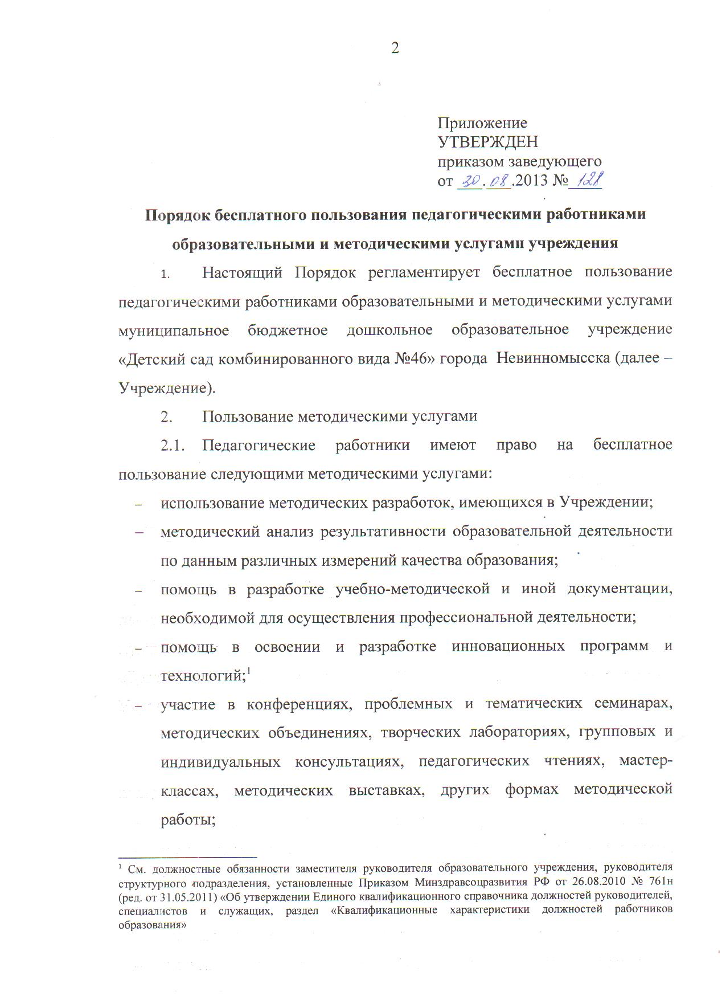 2
Приложение
УТВЕРЖДЕН
приказом заведующего
от 30.08.2013 № 128
Порядок бесплатного пользования педагогическими работниками
образовательными и методическими услугами учреждения
1. Настоящий Порядок регламентирует бесплатное пользование
педагогическими работниками образовательными и методическими услугами
муниципальное бюджетное дошкольное образовательное учреждение
«Детский сад комбинированного вида №46» города Невинномысска (далее –
Учреждение).
2. Пользование методическими услугами
2.1. Педагогические работники имеют право на бесплатное
пользование следующими методическими услугами:
– использование методических разработок, имеющихся в Учреждении;
– методический анализ результативности образовательной деятельности
по данным различных измерений качества образования;
– помощь в разработке учебно-методической и иной документации,
необходимой для осуществления профессиональной деятельности;
– помощь в освоении и разработке инновационных программ и
технологий;¹
– участие в конференциях, проблемных и тематических семинарах,
методических объединениях, творческих лабораториях, групповых и
индивидуальных консультациях, педагогических чтениях, мастер-
классах, методических выставках, других формах методической
работы;
¹ См. должностные обязанности заместителя руководителя образовательного учреждения, руководителя
структурного подразделения, установленные Приказом Минздравсоцразвития РФ от 26.08.2010 № 761н
(ред. от 31.05.2011) «Об утверждении Единого квалификационного справочника должностей руководителей,
специалистов и служащих, раздел «Квалификационные характеристики должностей работников
образования»